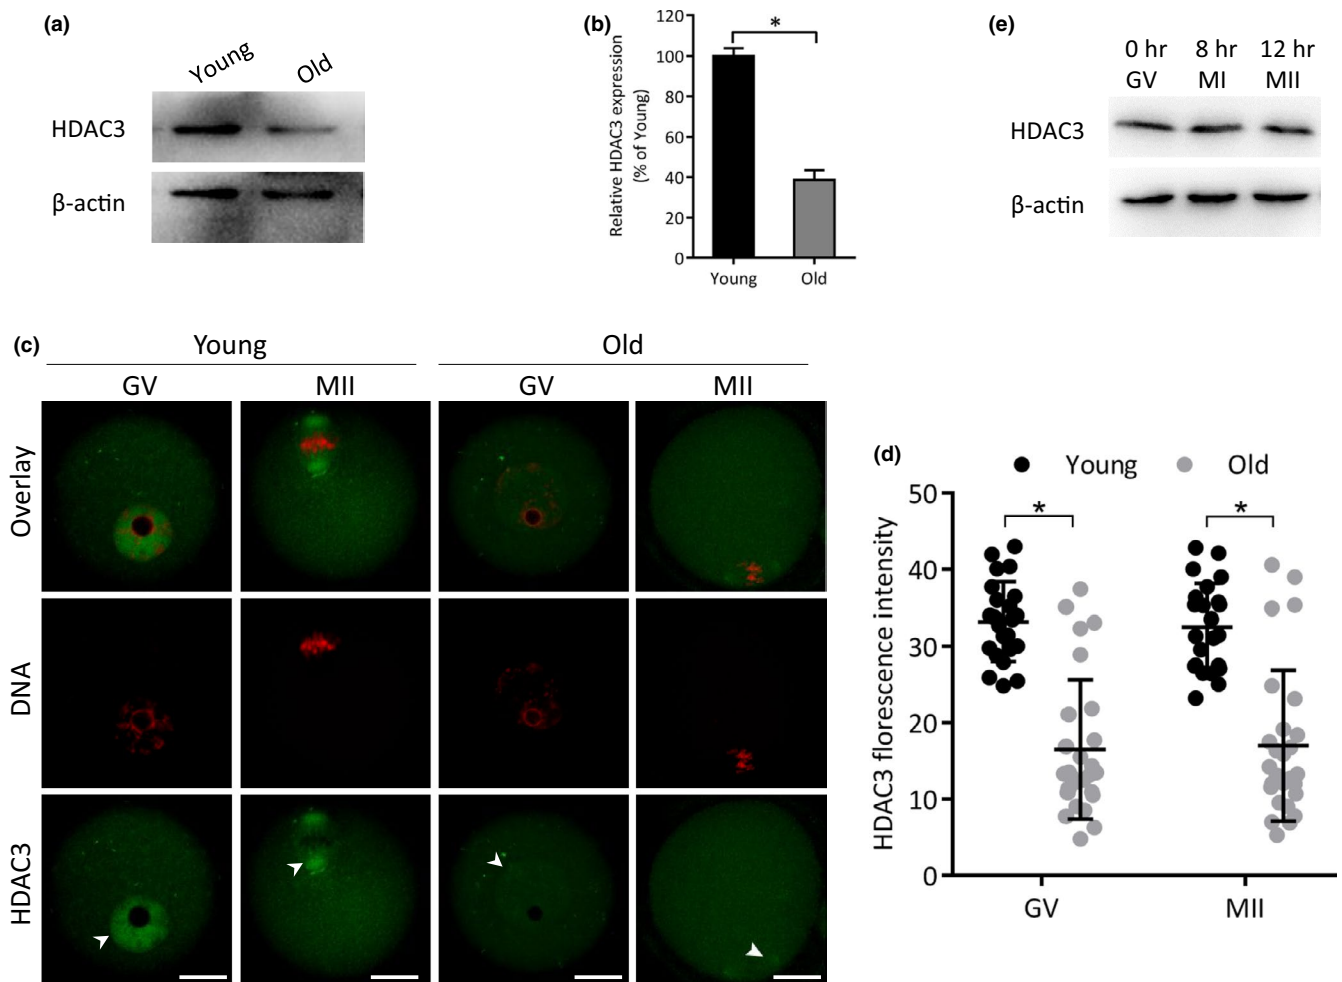 (a)
Young Old
HDAC3
β-actin
(b)
Relative HDAC3 expression
(% of Young)
120
100
80
60
40
20
0
*
Young Old
(e)
0 hr 8 hr 12 hr
GV MI MII
HDAC3
β-actin
(c)
Young Old
GV MII GV MII
Overlay
DNA
HDAC3
(d)
Young Old
HDAC3 florescence intensity
50
40
30
20
10
0
* *
GV MII